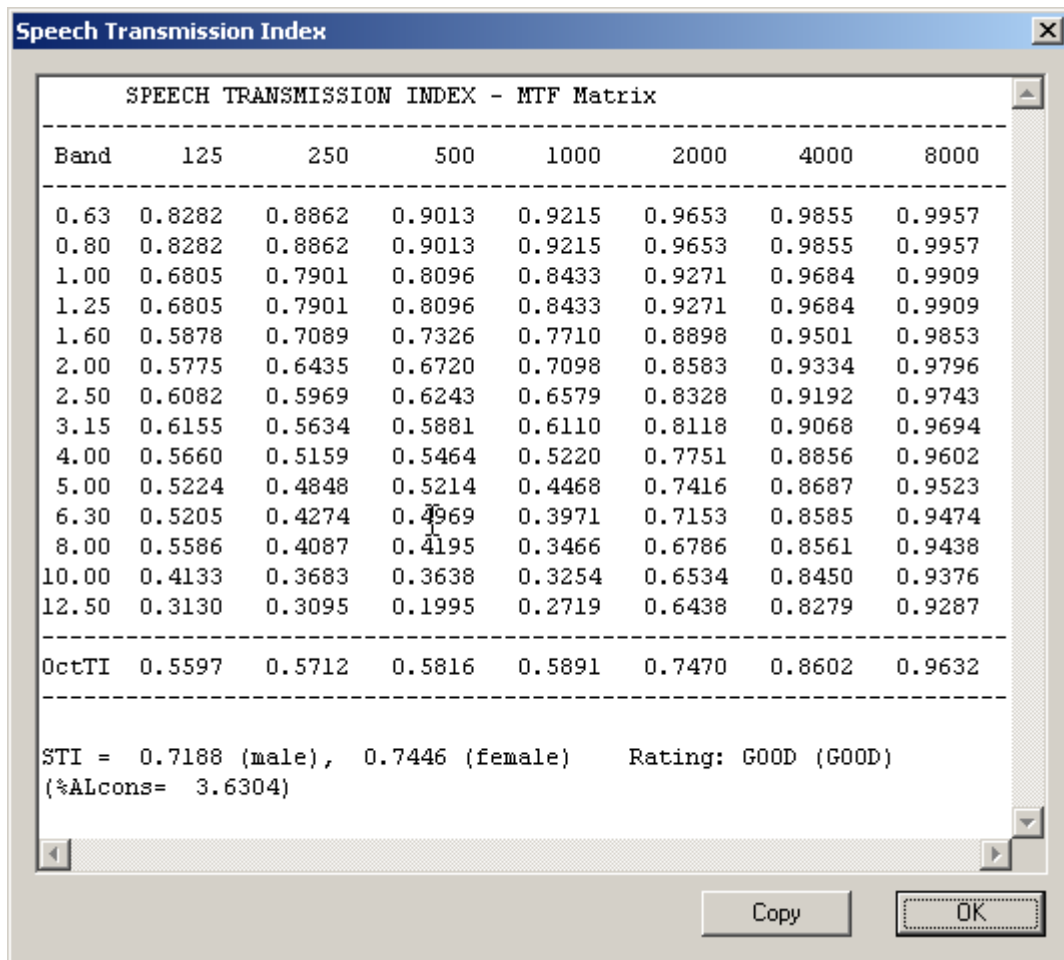 Speech Transmission Index
SPEECH TRANSMISSION INDEX - MTF Matrix
Band 125 250 500 1000 2000 4000 8000
0.63 0.8282 0.8862 0.9013 0.9215 0.9653 0.9855 0.9957
0.80 0.8282 0.8862 0.9013 0.9215 0.9653 0.9855 0.9957
1.00 0.6805 0.7901 0.8096 0.8433 0.9271 0.9684 0.9909
1.25 0.6805 0.7901 0.8096 0.8433 0.9271 0.9684 0.9909
1.60 0.5878 0.7089 0.7326 0.7710 0.8898 0.9501 0.9853
2.00 0.5775 0.6435 0.6720 0.7098 0.8583 0.9334 0.9796
2.50 0.6082 0.5969 0.6243 0.6579 0.8328 0.9192 0.9743
3.15 0.6155 0.5634 0.5881 0.6110 0.8118 0.9068 0.9694
4.00 0.5660 0.5159 0.5464 0.5220 0.7751 0.8856 0.9602
5.00 0.5224 0.4848 0.5214 0.4468 0.7416 0.8687 0.9523
6.30 0.5205 0.4274 0.4969 0.3971 0.7153 0.8585 0.9474
8.00 0.5586 0.4087 0.4195 0.3466 0.6786 0.8561 0.9438
10.00 0.4133 0.3683 0.3638 0.3254 0.6534 0.8450 0.9376
12.50 0.3130 0.3095 0.1995 0.2719 0.6438 0.8279 0.9287
OctTI 0.5597 0.5712 0.5816 0.5891 0.7470 0.8602 0.9632
STI = 0.7188 (male), 0.7446 (female) Rating: GOOD (GOOD)
(%ALcons= 3.6304)
Copy OK